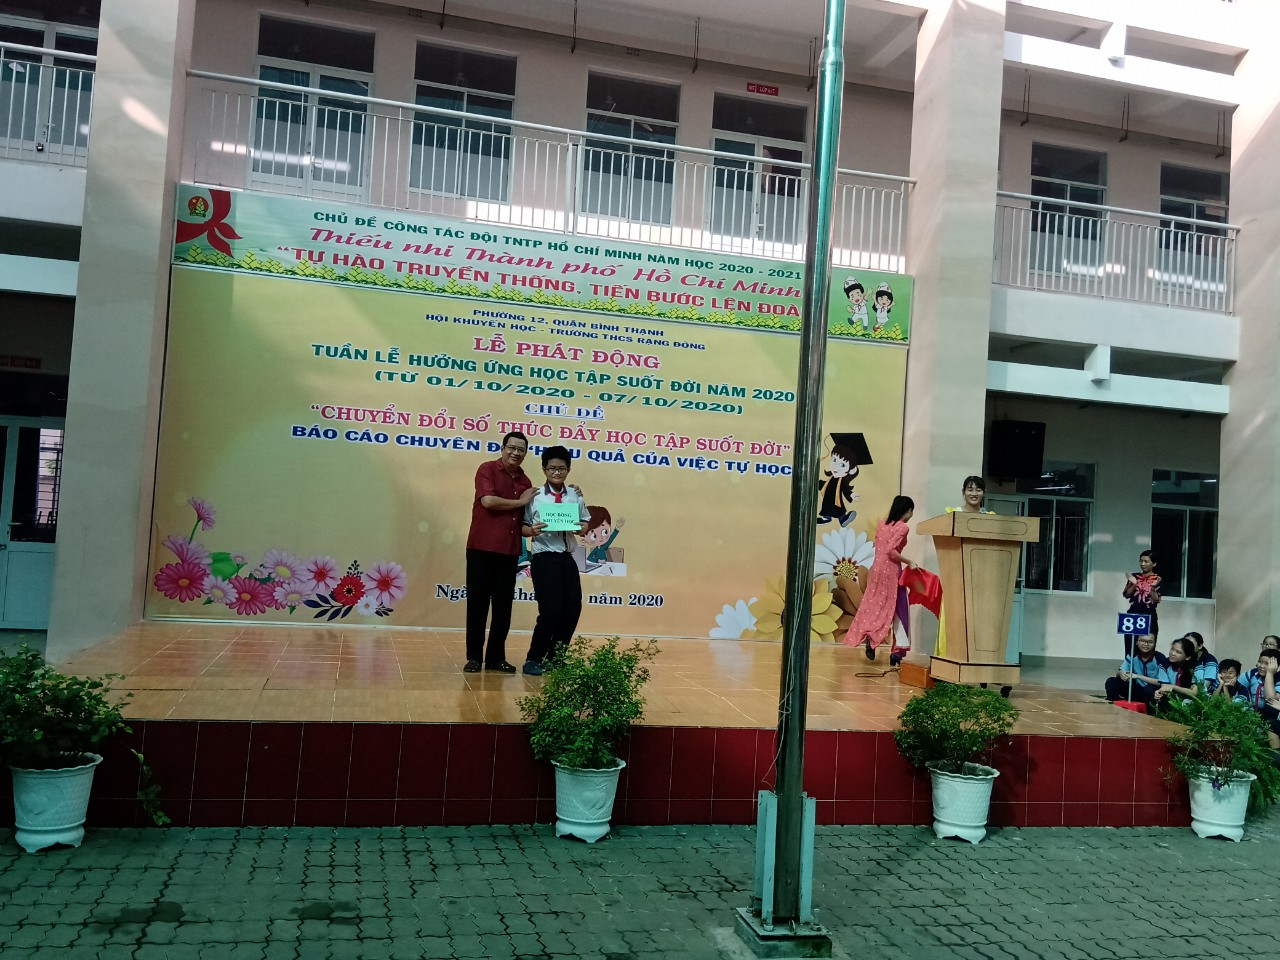 CHỦ ĐỀ CÔNG TÁC ĐỘI TNTP HỒ CHÍ MINH NĂM HỌC 2020 - 2021
Thiếu nhi Thành phố Hồ Chí Minh
"TỰ HÀO TRUYỀN THỐNG, TIẾN BƯỚC LÊN ĐOÀ
PHƯỜNG 12, QUẬN BÌNH THẠNH
HỘI KHUYẾN HỌC - TRƯỜNG THCS RẠNG ĐÔNG
LỄ PHÁT ĐỘNG
TUẦN LỄ HƯỞNG ỨNG HỌC TẬP SUỐT ĐỜI NĂM 2020
(TỪ 01/10/2020 - 07/10/2020)
CHỦ ĐỀ
"CHUYỂN ĐỔI SỐ THÚC ĐẨY HỌC TẬP SUỐT ĐỜI"
BÁO CÁO CHUYÊN ĐỀ "HIỆU QUẢ CỦA VIỆC TỰ HỌC
HỌC BỔNG
KHUYẾN HỌC
Ngà năm 2020
88